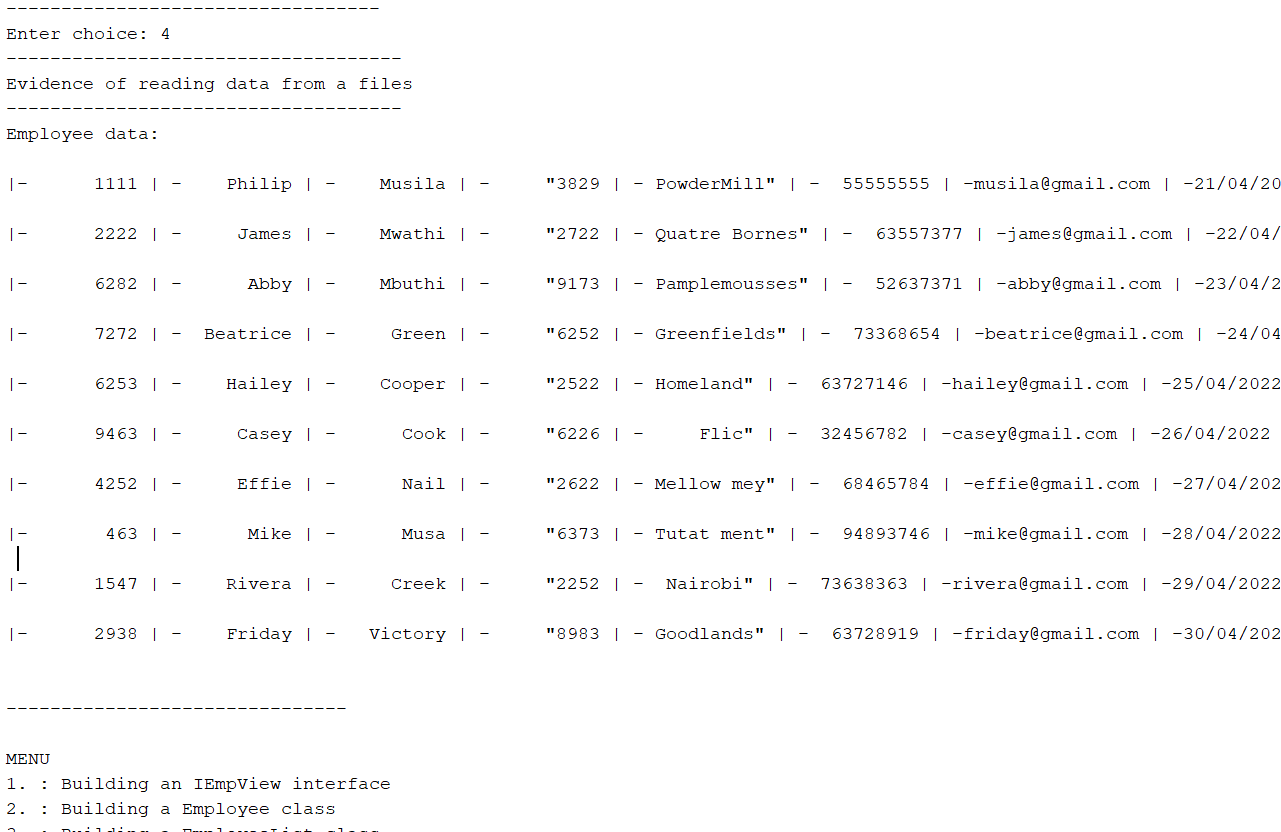 ----------------------------------
Enter choice: 4
------------------------------------
Evidence of reading data from a files
------------------------------------
Employee data:
|-      1111 | -    Philip | -    Musila | -     "3829 | - PowderMill" | -  55555555 | -musila@gmail.com | -21/04/20
|-      2222 | -     James | -    Mwathi | -     "2722 | - Quatre Bornes" | -  63557377 | -james@gmail.com | -22/04/
|-      6282 | -      Abby | -    Mbuthi | -     "9173 | - Pamplemousses" | -  52637371 | -abby@gmail.com | -23/04/2
|-      7272 | -  Beatrice | -     Green | -     "6252 | - Greenfields" | -  73368654 | -beatrice@gmail.com | -24/04
|-      6253 | -    Hailey | -    Cooper | -     "2522 | - Homeland" | -  63727146 | -hailey@gmail.com | -25/04/2022
|-      9463 | -     Casey | -      Cook | -     "6226 | -     Flic" | -  32456782 | -casey@gmail.com | -26/04/2022
|-      4252 | -     Effie | -      Nail | -     "2622 | - Mellow mey" | -  68465784 | -effie@gmail.com | -27/04/202
|-       463 | -      Mike | -      Musa | -     "6373 | - Tutat ment" | -  94893746 | -mike@gmail.com | -28/04/2022
|-      1547 | -    Rivera | -     Creek | -     "2252 | -  Nairobi" | -  73638363 | -rivera@gmail.com | -29/04/2022
|-      2938 | -    Friday | -   Victory | -     "8983 | - Goodlands" | -  63728919 | -friday@gmail.com | -30/04/202
-------------------------------
MENU
1. : Building an IEmpView interface
2. : Building a Employee class
3. : Building a EmployeeList class